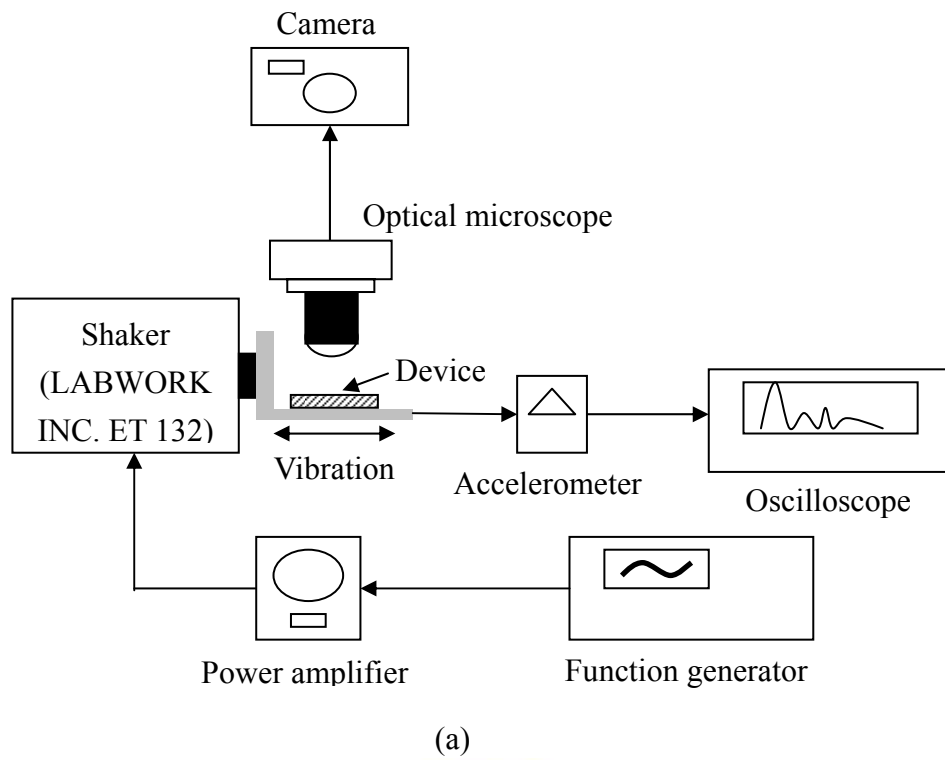 Camera
Optical microscope
Shaker
(LABWORK
INC. ET 132)
Device
Vibration
Accelerometer
Oscilloscope
Power amplifier
Function generator
(a)